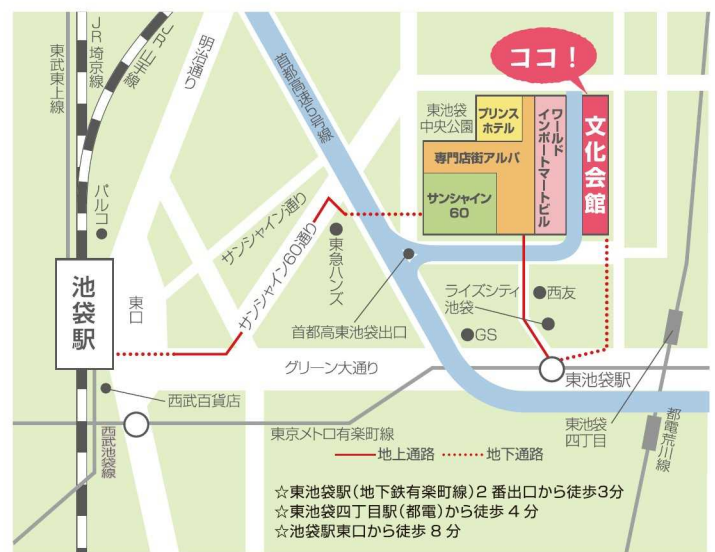 東武東上線
JR埼京線
JR山手線
明治通り
首都高速5号線
ココ！
東池袋
中央公園
プリンス
ホテル
ワールド
インポートマートビル
文化会館
専門店街アルパ
サンシャイン
60
パルコ
サンシャイン通り
サンシャイン60通り
東急ハンズ
池袋駅
東口
首都高東池袋出口
ライズシティ
池袋
西友
GS
グリーン大通り
東池袋駅
西武百貨店
西武池袋線
東京メトロ有楽町線
東池袋
四丁目
都電荒川線
地上通路
地下通路
☆東池袋駅（地下鉄有楽町線）2番出口から徒歩3分
☆東池袋四丁目駅（都電）から徒歩4分
☆池袋駅東口から徒歩8分